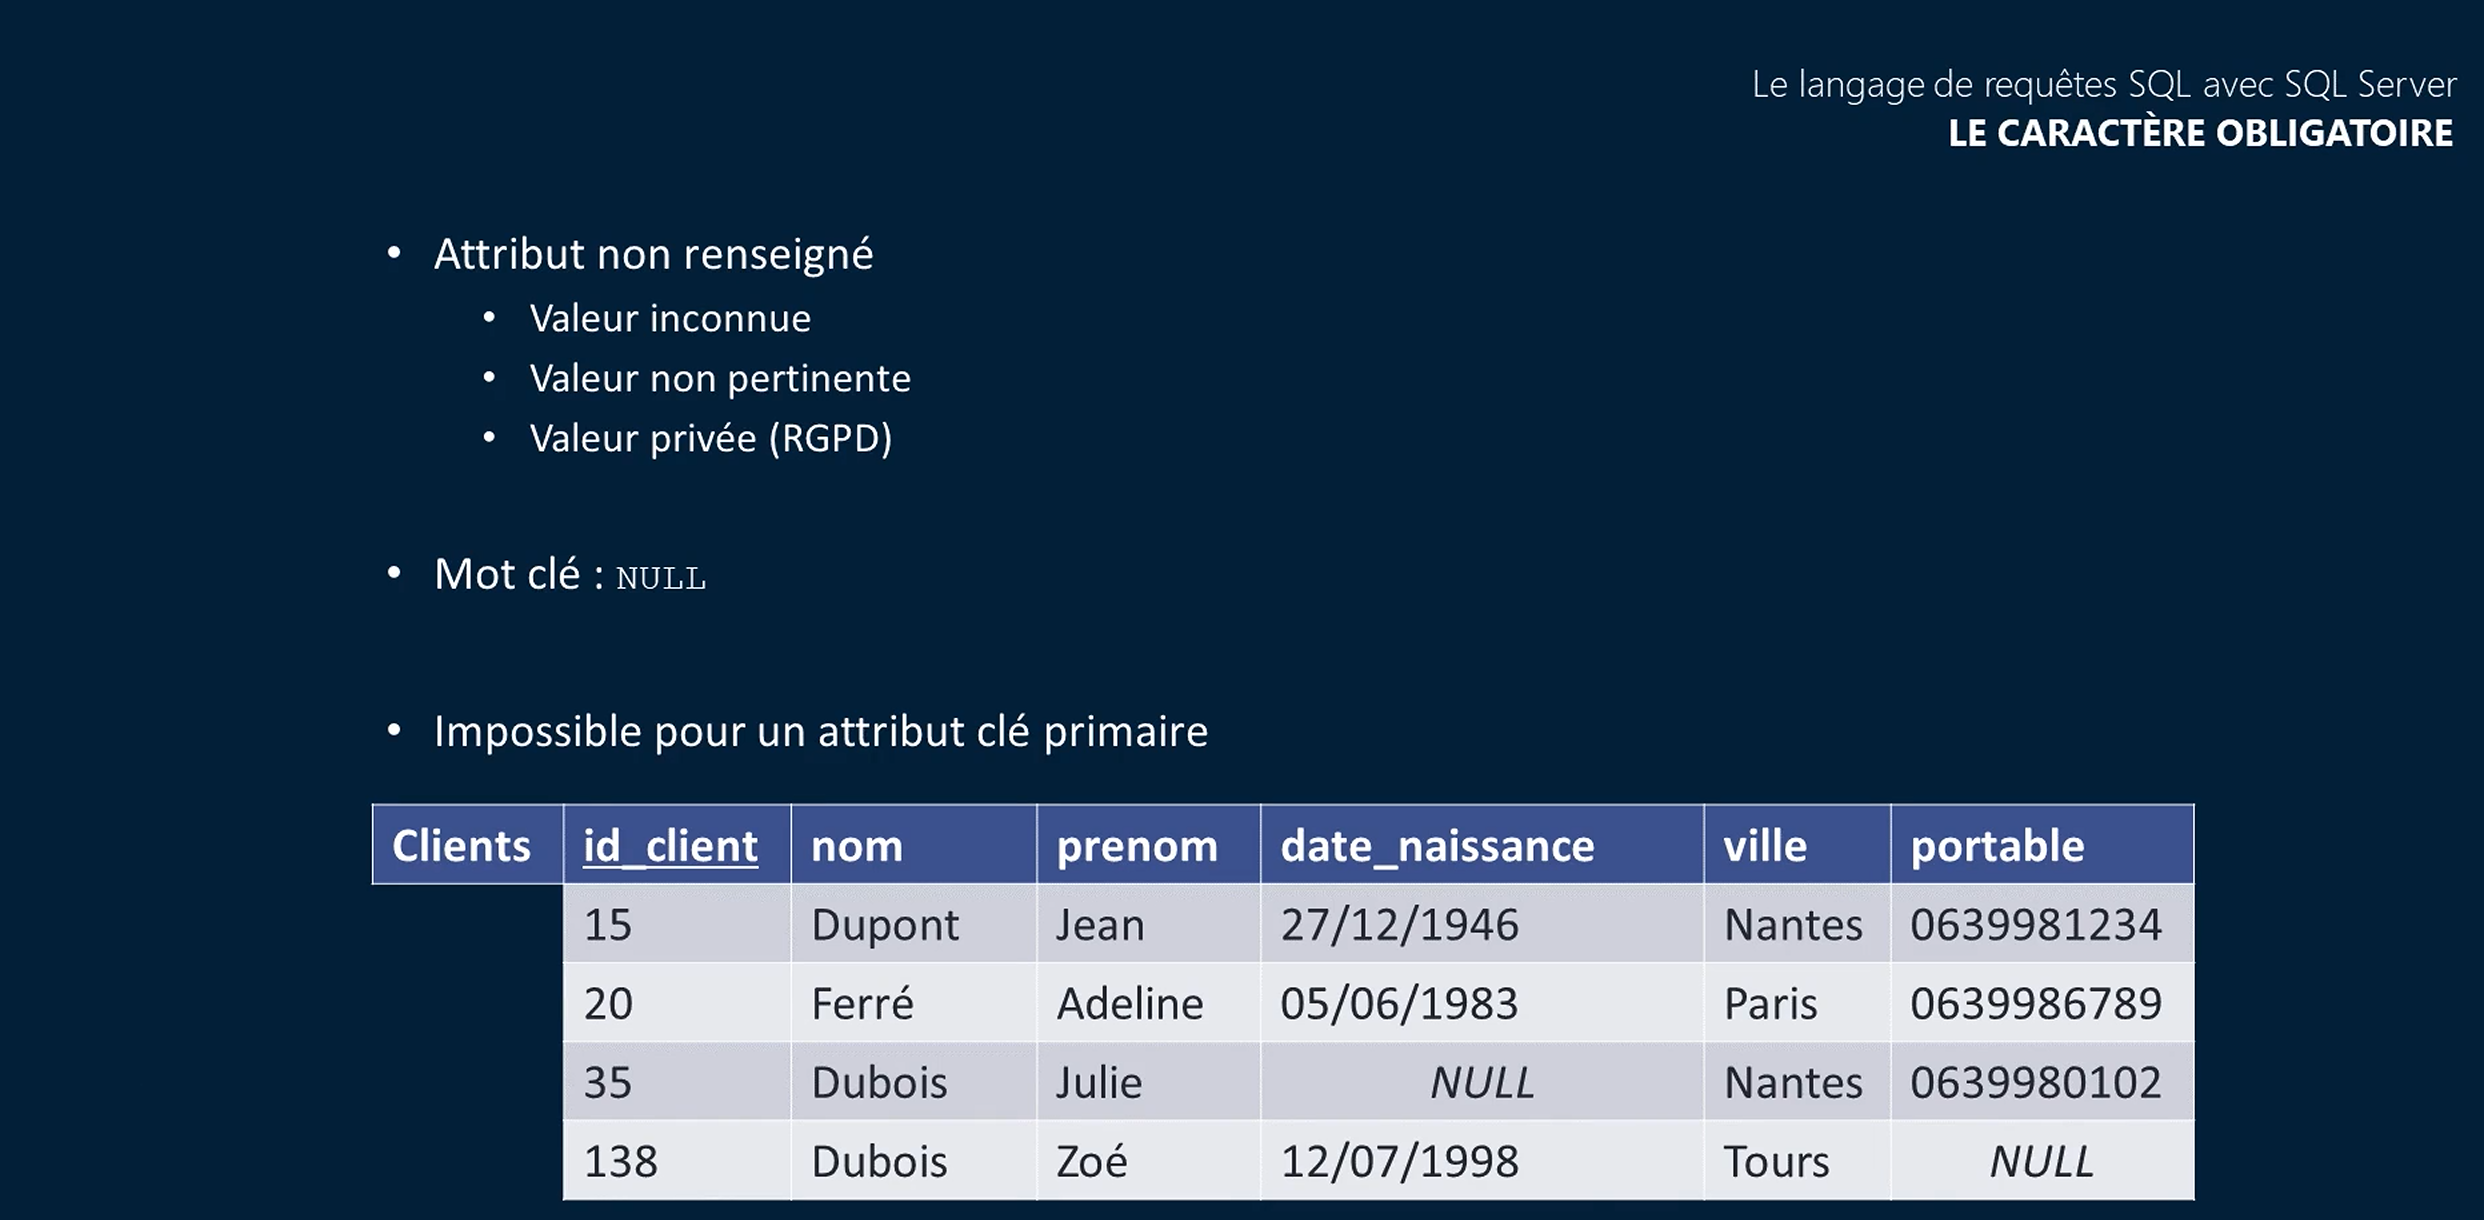 Le langage de requêtes SQL avec SQL Server
LE CARACTÈRE OBLIGATOIRE
• Attribut non renseigné
• Valeur inconnue
• Valeur non pertinente
• Valeur privée (RGPD)
• Mot clé : NULL
• Impossible pour un attribut clé primaire
Clients id_client nom prenom date_naissance ville portable
15 Dupont Jean 27/12/1946 Nantes 0639981234
20 Ferré Adeline 05/06/1983 Paris 0639986789
35 Dubois Julie NULL Nantes 0639980102
138 Dubois Zoé 12/07/1998 Tours NULL